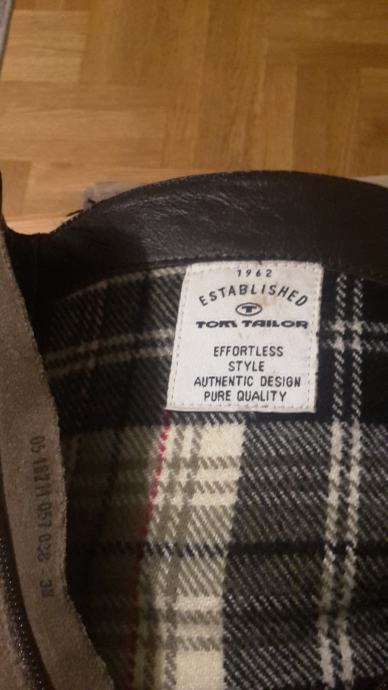 1962
ESTABLISHED
TOM TAILOR
EFFORTLESS
STYLE
AUTHENTIC DESIGN
PURE QUALITY